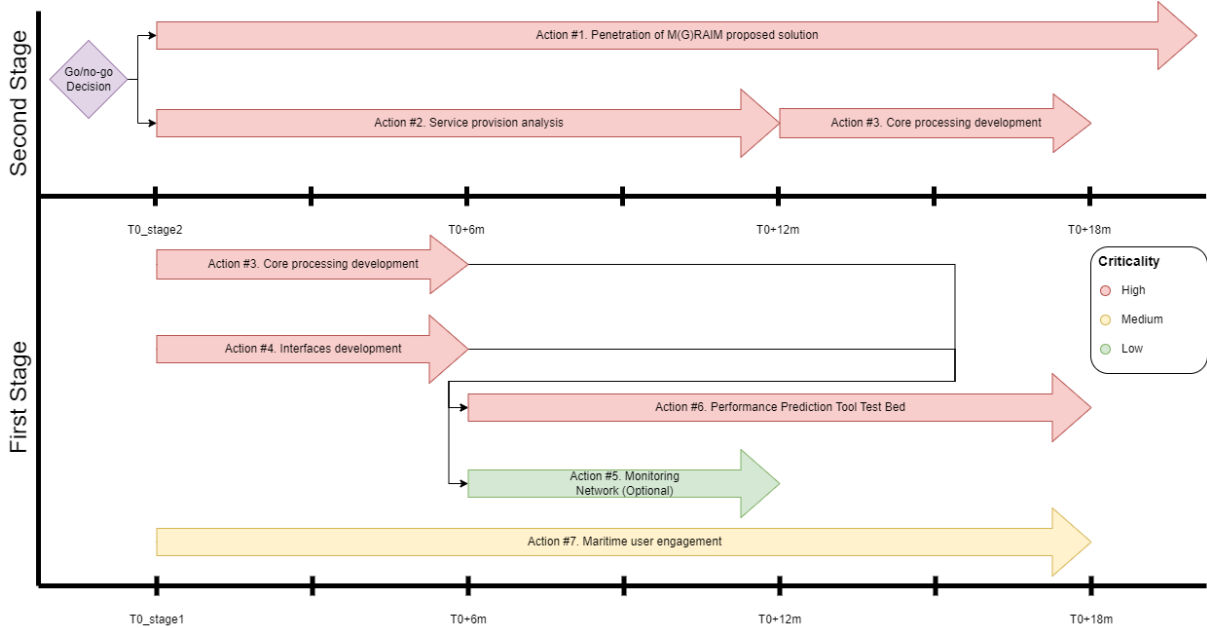 Second Stage
Go/no-go
Decision
Action #1. Penetration of M(G)RAIM proposed solution
Action #2. Service provision analysis
Action #3. Core processing development
T0_stage2
T0+6m
T0+12m
T0+18m
First Stage
Action #3. Core processing development
Action #4. Interfaces development
Action #6. Performance Prediction Tool Test Bed
Action #5. Monitoring
Network (Optional)
Action #7. Maritime user engagement
Criticality
High
Medium
Low
T0_stage1
T0+6m
T0+12m
T0+18m